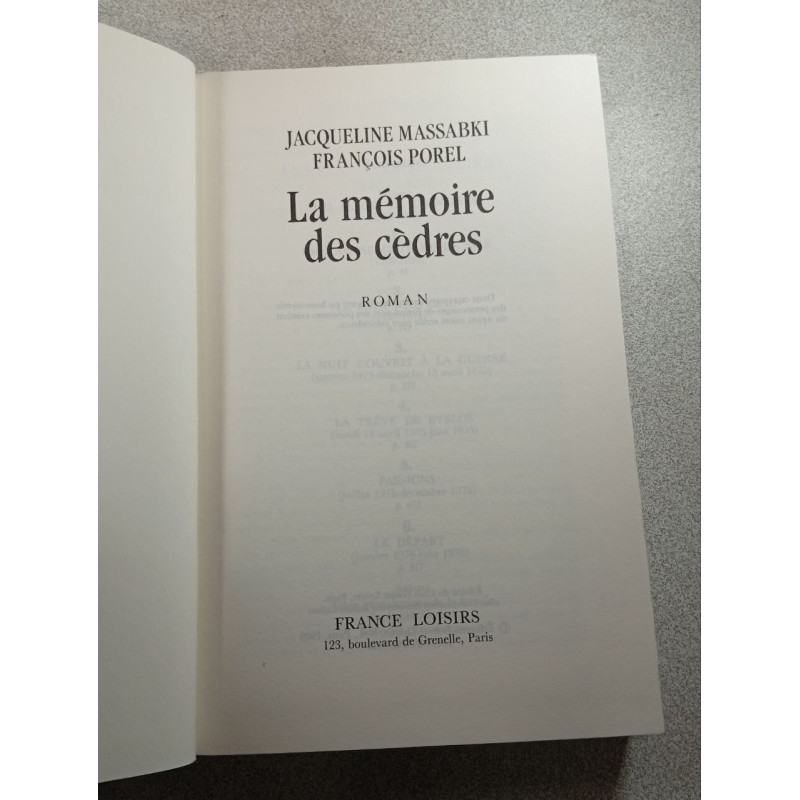 JACQUELINE MASSABKI
FRANÇOIS POREL
La mémoire
des cèdres
ROMAN
FRANCE LOISIRS
123, boulevard de Grenelle, Paris